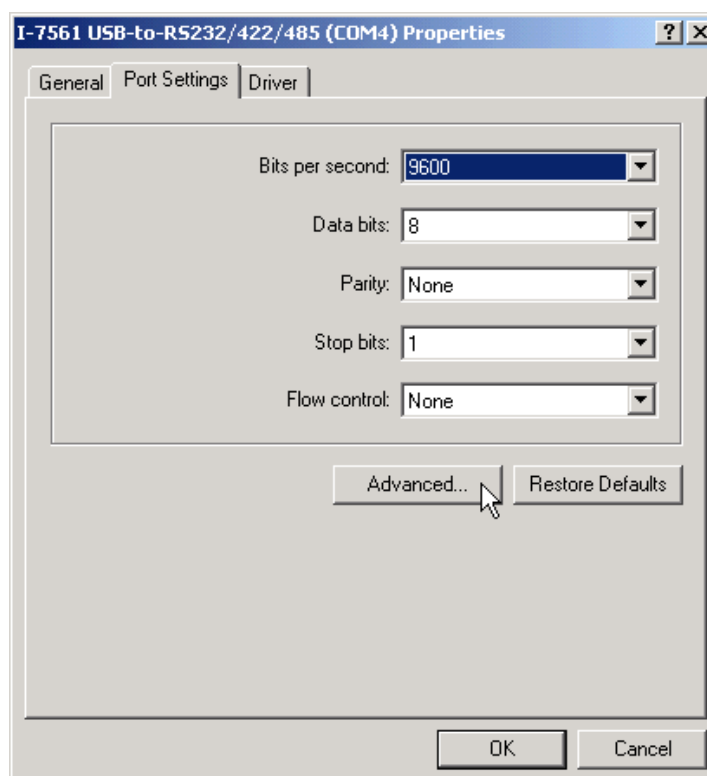 I-7561 USB-to-RS232/422/485 (COM4) Properties
General Port Settings Driver
Bits per second: 9600
Data bits: 8
Parity: None
Stop bits: 1
Flow control: None
Advanced... Restore Defaults
OK Cancel